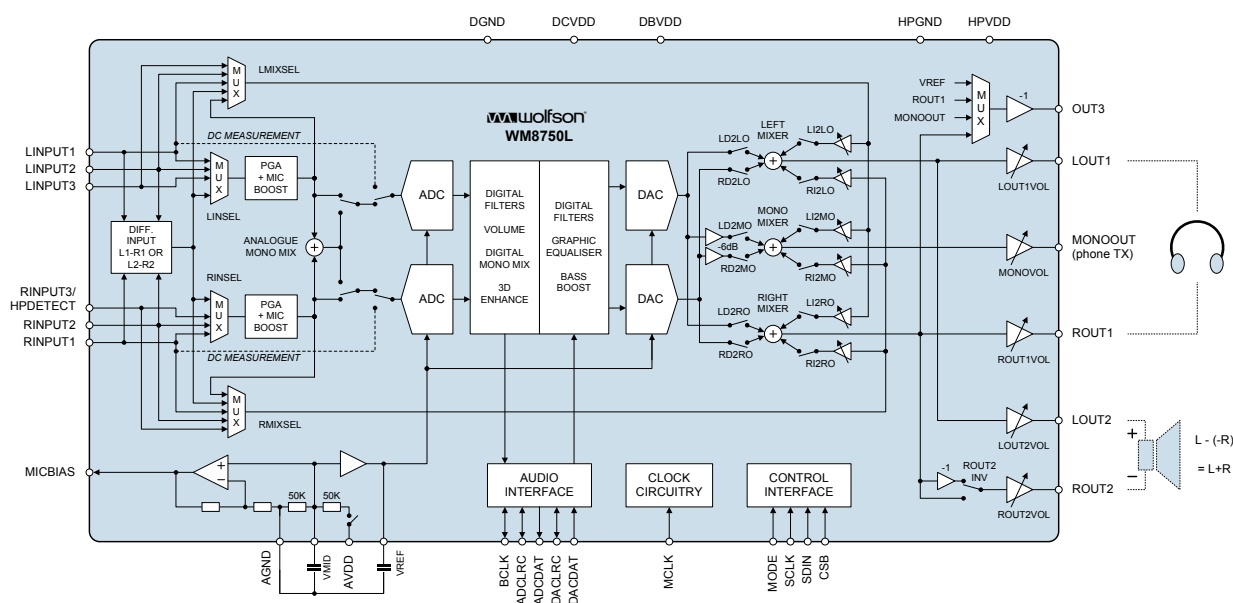 DGND
DCVDD
DBVDD
HPGND
HPVDD
M
U
X
LMIXSEL
wolfson
WM8750L
VREF
ROUT1
MONOOUT
M
U
X
-1
OUT3
DC MEASUREMENT
LINPUT1
LINPUT2
LINPUT3
M
U
X
LINSEL
PGA
+ MIC
BOOST
ADC
DIGITAL
FILTERS
VOLUME
DIGITAL
MONO MIX
3D
ENHANCE
DIGITAL
FILTERS
GRAPHIC
EQUALISER
BASS
BOOST
DAC
LEFT
MIXER
LD2LO
RD2LO
LI2LO
RI2LO
LOUT1
LOUT1VOL
DIFF.
INPUT
L1-R1 OR
L2-R2
ANALOGUE
MONO MIX
MONO
MIXER
LD2MO
-6dB
RD2MO
LI2MO
RI2MO
MONOOUT
(phone TX)
MONOVOL
RINPUT3/
HPDETECT
RINPUT2
RINPUT1
RINSEL
M
U
X
PGA
+ MIC
BOOST
ADC
DAC
RIGHT
MIXER
LD2RO
RD2RO
LI2RO
RI2RO
ROUT1
ROUT1VOL
DC MEASUREMENT
M
U
X
RMIXSEL
LOUT2
LOUT2VOL
+
−
L - (-R)
= L+R
-1
ROUT2
INV
ROUT2
ROUT2VOL
MICBIAS
+
−
50K
50K
AUDIO
INTERFACE
CLOCK
CIRCUITRY
CONTROL
INTERFACE
AGND
VMID
AVDD
VREF
BCLK
ADCLRC
ADCDAT
DACLRC
DACDAT
MCLK
MODE
SCLK
SDIN
CSB